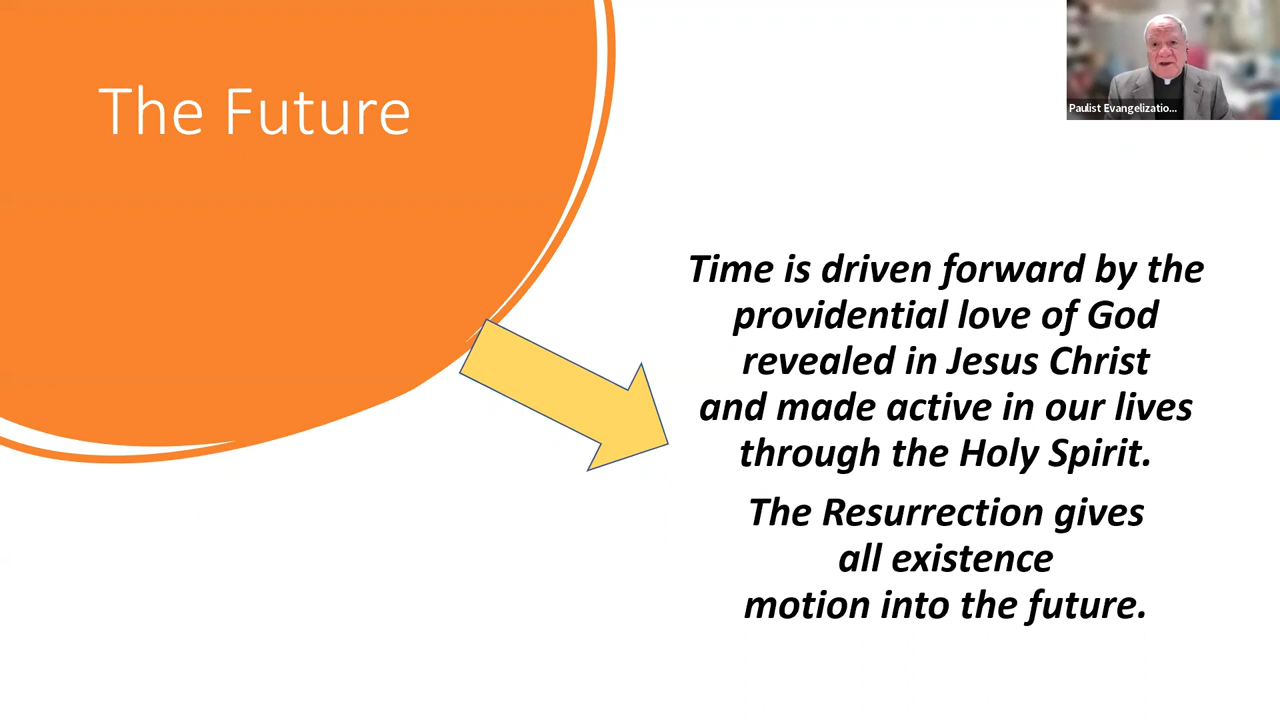 The Future
Paulist Evangelizatio...
Time is driven forward by the
providential love of God
revealed in Jesus Christ
and made active in our lives
through the Holy Spirit.
The Resurrection gives
all existence
motion into the future.